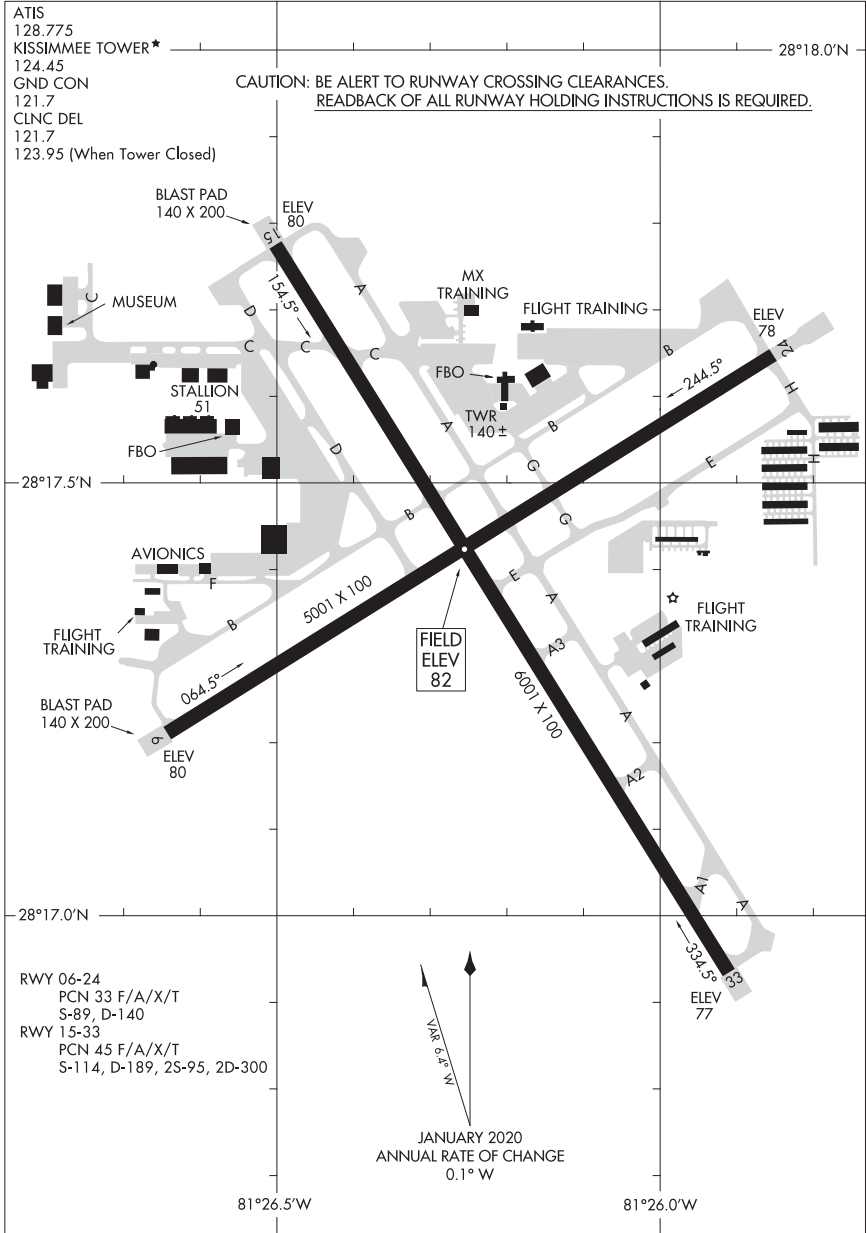 ATIS
128.775
KISSIMMEE TOWER★
124.45
GND CON
121.7
CLNC DEL
121.7
123.95 (When Tower Closed)
28°18.0'N
CAUTION: BE ALERT TO RUNWAY CROSSING CLEARANCES.
READBACK OF ALL RUNWAY HOLDING INSTRUCTIONS IS REQUIRED.
BLAST PAD
140 X 200
ELEV
80
15
154.5°
A
D
C
MUSEUM
C
C
C
MX
TRAINING
FLIGHT TRAINING
ELEV
78
24
B
244.5°
H
FBO
TWR
140 ±
STALLION
51
FBO
A
B
D
G
E
H
28°17.5'N
B
G
AVIONICS
F
E
A
5001 X 100
B
FLIGHT
TRAINING
FLIGHT
TRAINING
FIELD
ELEV
82
A3
064.5°
6001 X 100
BLAST PAD
140 X 200
6
ELEV
80
A
A2
A1
A
28°17.0'N
334.5°
33
ELEV
77
RWY 06-24
PCN 33 F/A/X/T
S-89, D-140
RWY 15-33
PCN 45 F/A/X/T
S-114, D-189, 2S-95, 2D-300
VAR 6.4° W
JANUARY 2020
ANNUAL RATE OF CHANGE
0.1° W
81°26.5'W
81°26.0'W